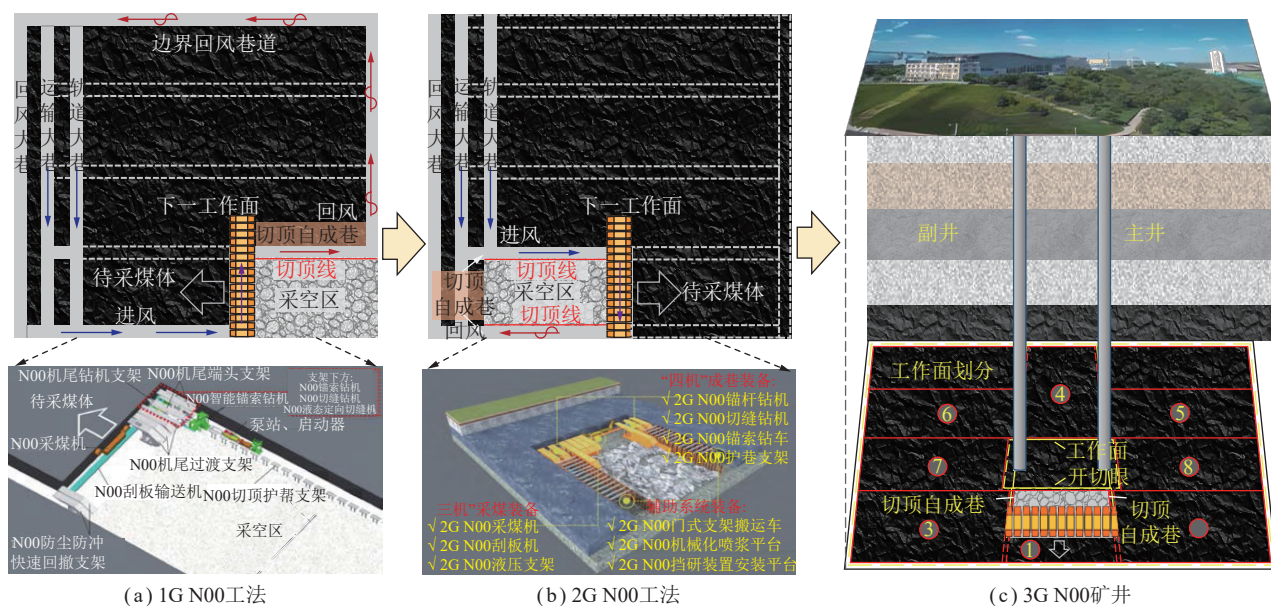 边界回风巷道
回风大巷
运输大巷
轨道大巷
下一工作面
回风
切顶自成巷
切顶线
待采煤体
采空区
进风
N00机尾钻机支架
N00机尾端头支架
支架下方:
N00锚索钻机
N00切缝钻机
N00液态定向切缝机
待采煤体
N00智能锚索钻机
泵站、启动器
N00采煤机
N00机尾过渡支架
N00刮板输送机
N00切顶护帮支架
采空区
N00防尘防冲
快速回撤支架
(a) 1G N00工法
回风大巷
运输大巷
轨道大巷
下一工作面
进风
切顶线
切顶
自成巷
采空区
待采煤体
切顶线
回风
“四机”成巷装备:
√ 2G N00锚杆钻机
√ 2G N00切缝钻机
√ 2G N00锚索钻车
√ 2G N00护巷支架
二机”采煤装备
√ 2G N00采煤机
√ 2G N00刮板机
√ 2G N00液压支架
辅助系统装备:
√ 2G N00门式支架搬运车
√ 2G N00机械化喷浆平台
√ 2G N00挡矸装置安装平台
(b) 2G N00工法
副井
主井
工作面划分
4
6
5
工作面
开切眼
7
8
切顶自成巷
切顶
自成巷
3
1
(c) 3G N00矿井